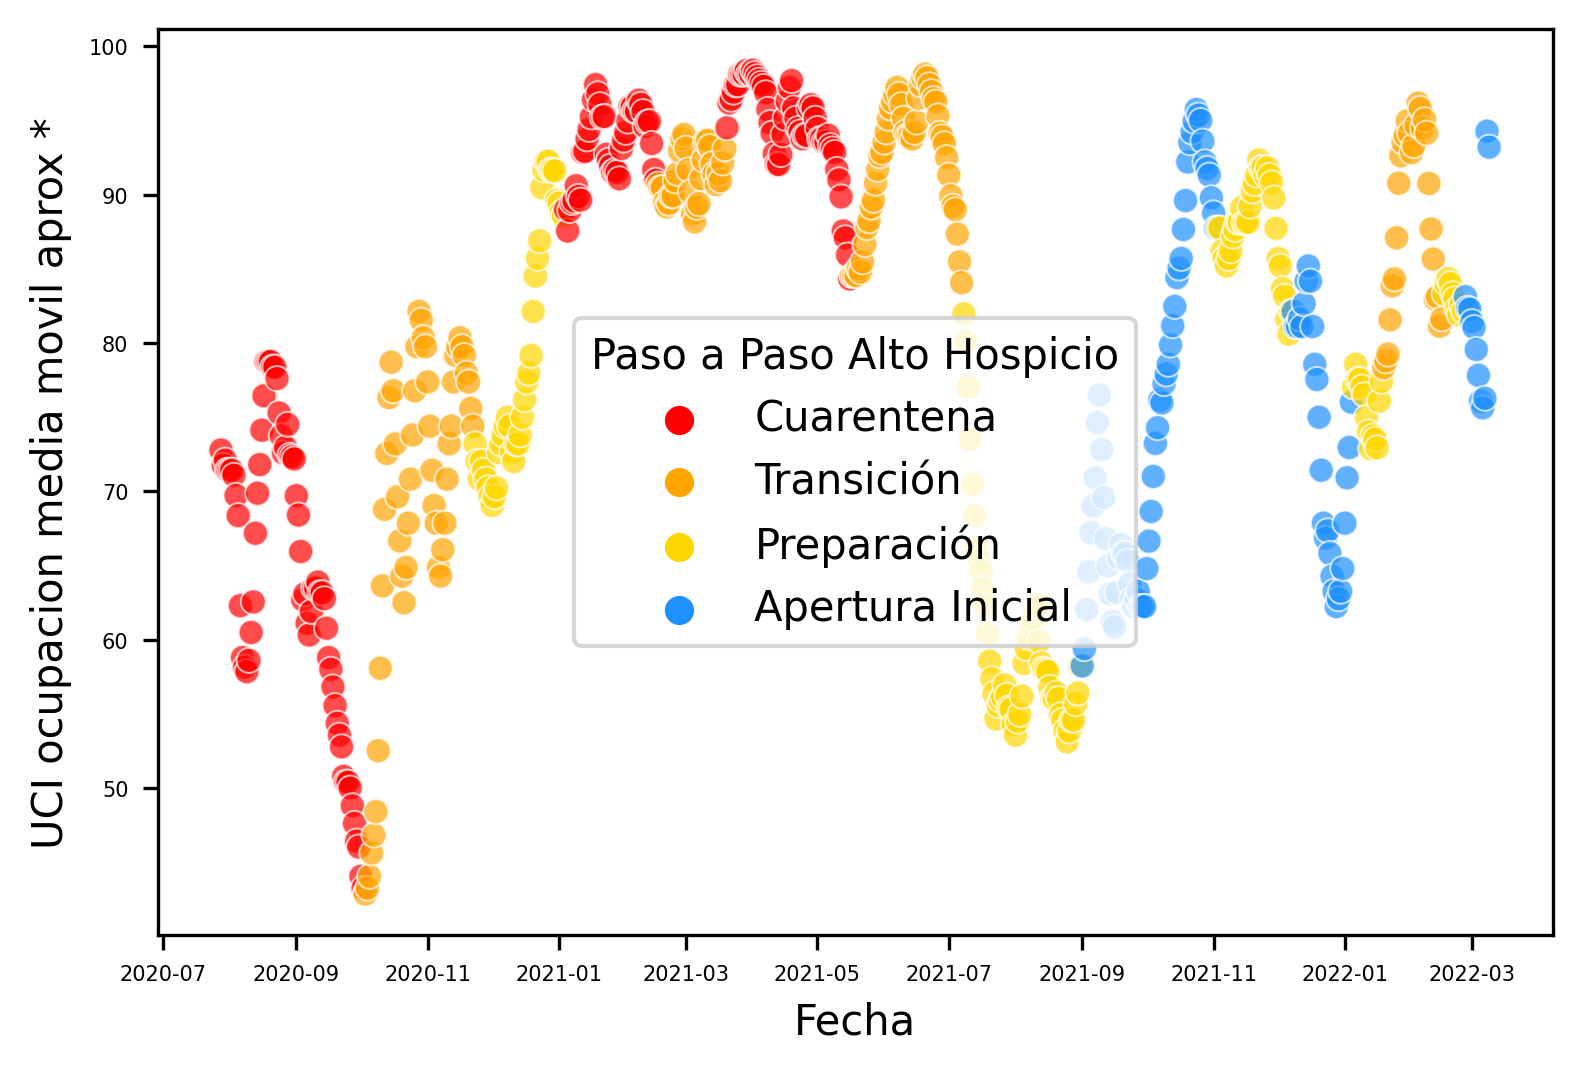 100
90
80
70
60
50
UCI ocupacion media movil aprox *
Paso a Paso Alto Hospicio
Cuarentena
Transición
Preparación
Apertura Inicial
2020-07 2020-09 2020-11 2021-01 2021-03 2021-05 2021-07 2021-09 2021-11 2022-01 2022-03
Fecha